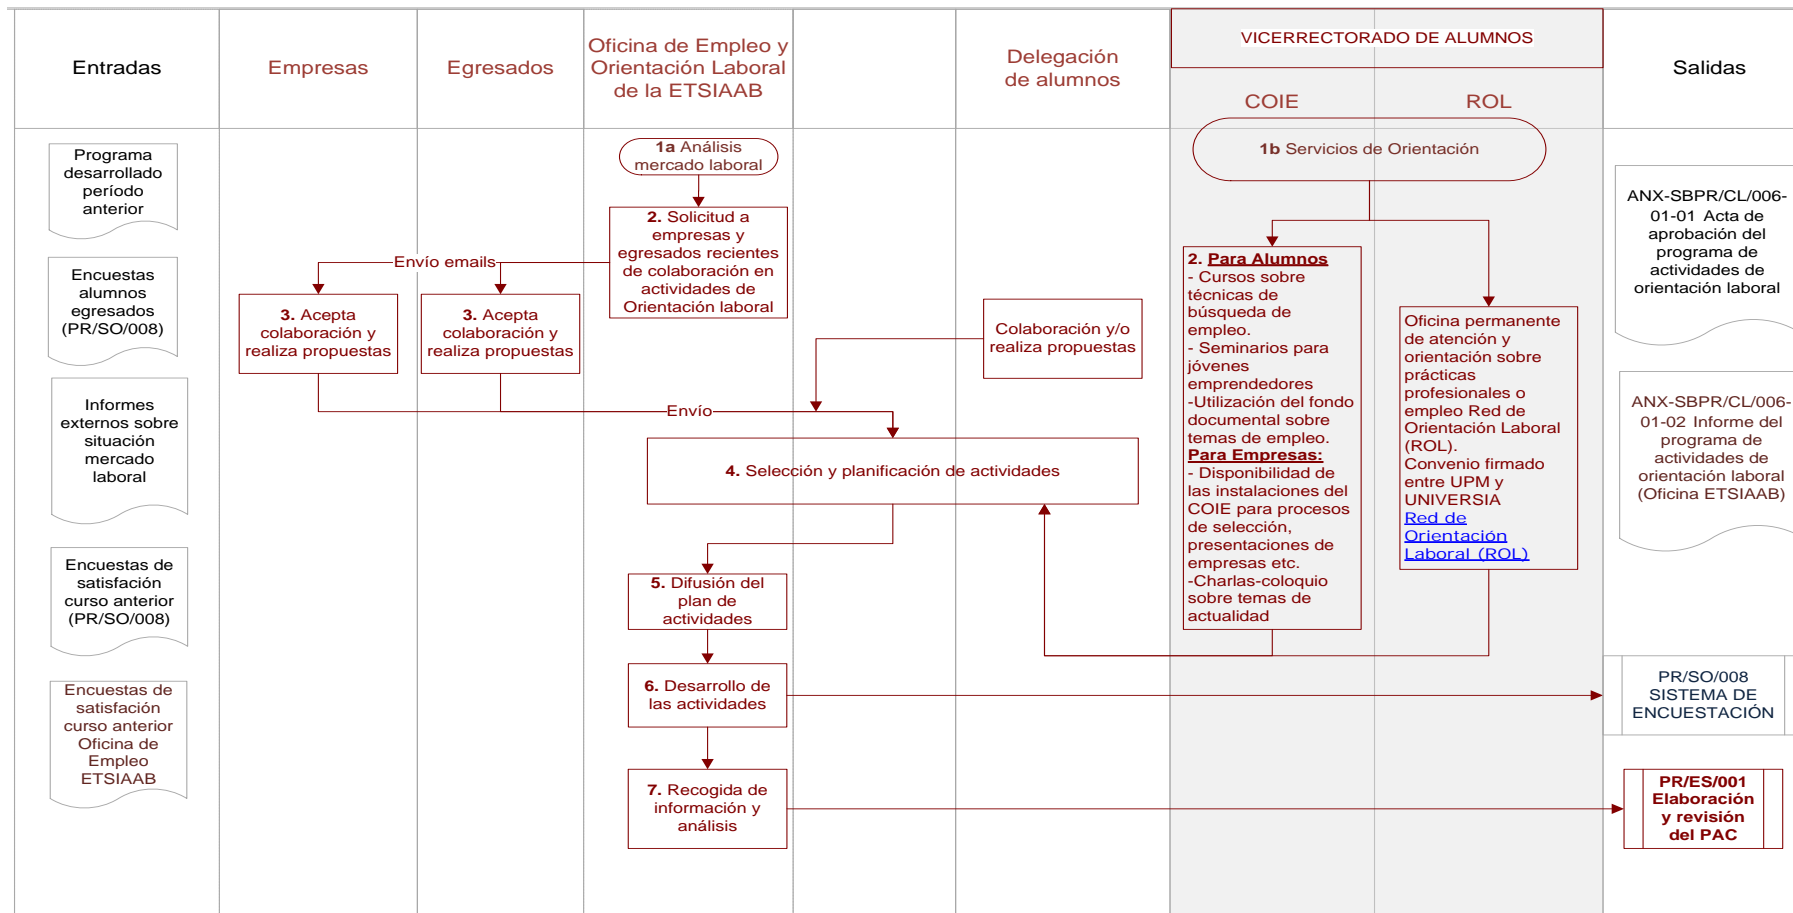 Entradas
Empresas
Egresados
Oficina de Empleo y
Orientación Laboral
de la ETSIAAB
Delegación
de alumnos
VICERRECTORADO DE ALUMNOS
COIE
ROL
Salidas
Programa
desarrollado
período
anterior
Encuestas
alumnos
egresados
(PR/SO/008)
Informes
externos sobre
situación
mercado
laboral
Encuestas de
satisfacción
curso anterior
(PR/SO/008)
Encuestas de
satisfacción
curso anterior
Oficina de
Empleo
ETSIAAB
1a Análisis
mercado laboral
2. Solicitud a
empresas y
egresados recientes
de colaboración en
actividades de
Orientación laboral
Envío emails
3. Acepta
colaboración y
realiza propuestas
3. Acepta
colaboración y
realiza propuestas
Colaboración y/o
realiza propuestas
Envío
4. Selección y planificación de actividades
5. Difusión del
plan de
actividades
6. Desarrollo de
las actividades
7. Recogida de
información y
análisis
1b Servicios de Orientación
2. Para Alumnos
- Cursos sobre
técnicas de
búsqueda de
empleo.
- Seminarios para
jóvenes
emprendedores
-Utilización del fondo
documental sobre
temas de empleo.
Para Empresas:
- Disponibilidad de
las instalaciones del
COIE para procesos
de selección,
presentaciones de
empresas etc.
-Charlas-coloquio
sobre temas de
actualidad
Oficina permanente
de atención y
orientación sobre
prácticas
profesionales o
empleo Red de
Orientación Laboral
(ROL).
Convenio firmado
entre UPM y
UNIVERSIA
Red de
Orientación
Laboral (ROL)
ANX-SBPR/CL/006-
01-01 Acta de
aprobación del
programa de
actividades de
orientación laboral
ANX-SBPR/CL/006-
01-02 Informe del
programa de
actividades de
orientación laboral
(Oficina ETSIAAB)
PR/SO/008
SISTEMA DE
ENCUESTACIÓN
PR/ES/001
Elaboración
y revisión
del PAC